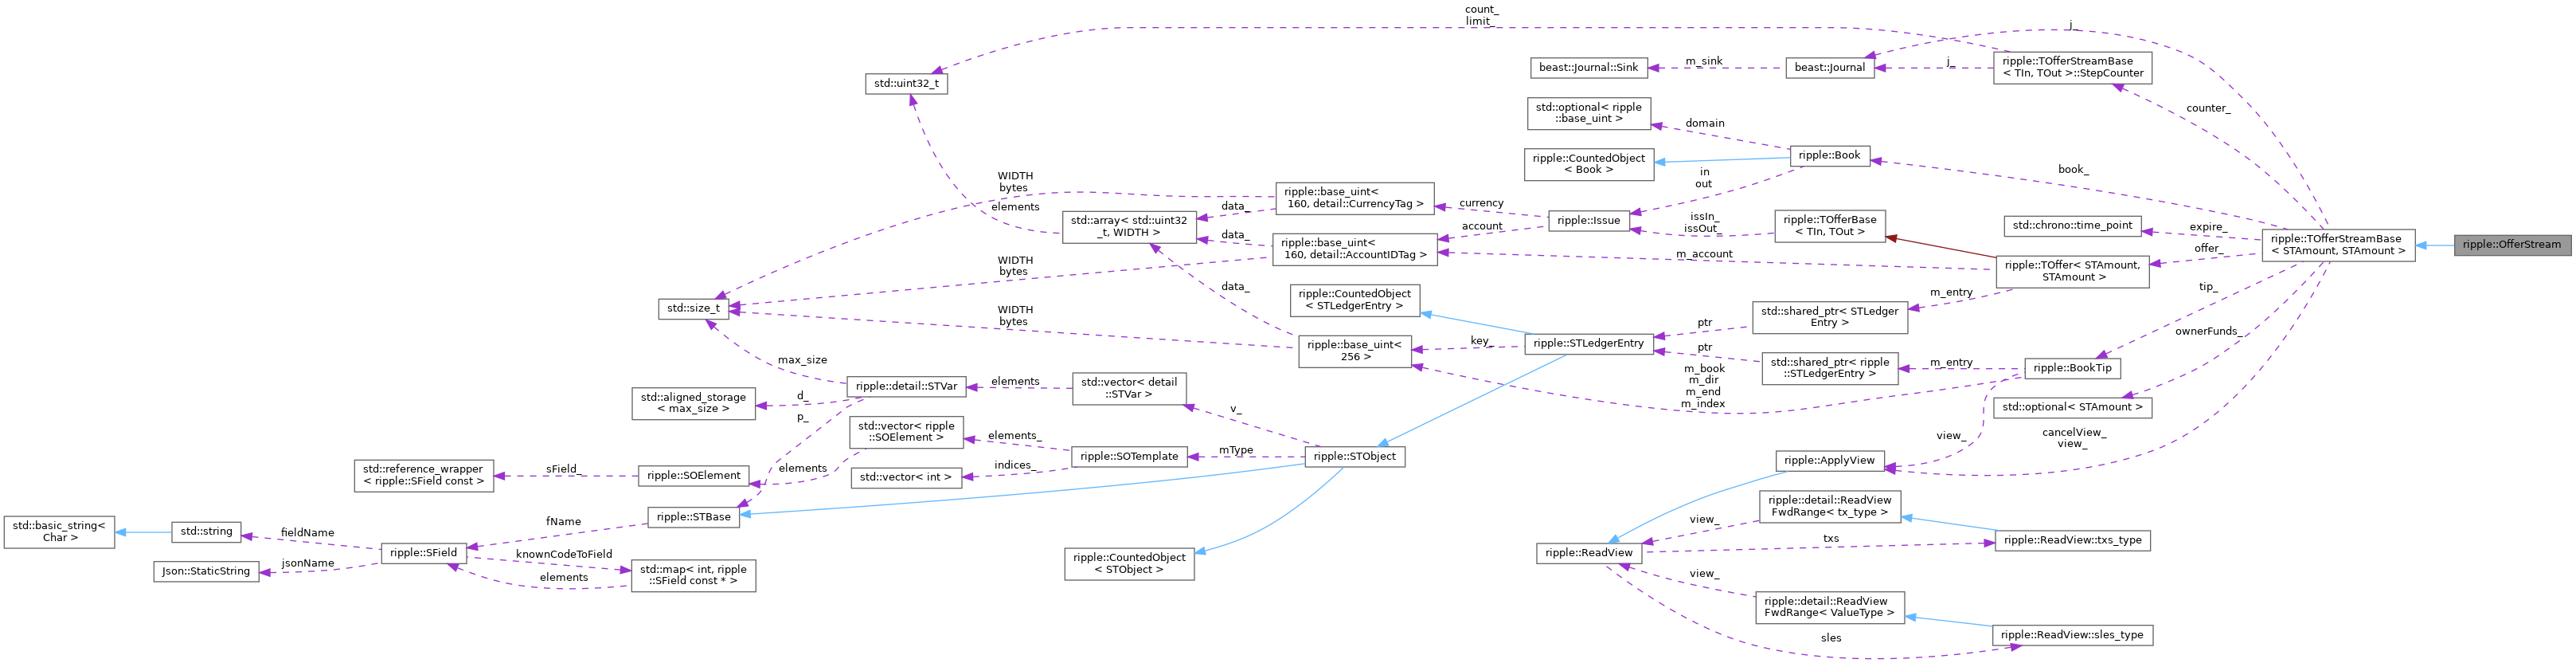 count_
limit_
j_
std::uint32_t
beast::Journal::Sink
m_sink
beast::Journal
j_
ripple::TOfferStreamBase
< TIn, TOut >::StepCounter
counter_
std::optional< ripple
::base_uint >
domain
ripple::CountedObject
< Book >
ripple::Book
book_
in
out
WIDTH
bytes
elements
ripple::base_uint<
160, detail::CurrencyTag >
data_
currency
std::array< std::uint32
_t, WIDTH >
ripple::Issue
issIn_
issOut_
ripple::TOfferBase
< TIn, TOut >
std::chrono::time_point
expire_
account
data_
ripple::base_uint<
160, detail::AccountIDTag >
m_account
offer_
ripple::TOfferStreamBase
< STAmount, STAmount >
ripple::OfferStream
ripple::TOffer< STAmount,
STAmount >
WIDTH
bytes
data_
std::size_t
ripple::CountedObject
< STLedgerEntry >
m_entry
tip_
std::shared_ptr< STLedger
Entry >
WIDTH
bytes
ptr
ownerFunds_
ripple::base_uint<
256 >
key_
ripple::STLedgerEntry
ptr
max_size
std::shared_ptr< ripple
::STLedgerEntry >
m_entry
ripple::BookTip
m_book
m_dir
m_end
m_index
std::aligned_storage
< max_size >
d_
p_
ripple::detail::STVar
elements
std::vector< detail
::STVar >
v_
std::optional< STAmount >
std::vector< ripple
::SOElement >
elements_
ripple::SOTemplate
mType
ripple::STObject
view_
cancelView_
view_
ripple::ApplyView
std::reference_wrapper
< ripple::SField const >
sField_
ripple::SOElement
elements
std::vector< int >
indices_
ripple::detail::ReadView
FwdRange< tx_type >
view_
std::basic_string<
Char >
std::string
fieldName
fName
ripple::STBase
txs
ripple::ReadView::txs_type
ripple::SField
knownCodeToField
ripple::ReadView
Json::StaticString
jsonName
elements
std::map< int, ripple
::SField const * >
ripple::CountedObject
< STObject >
view_
ripple::detail::ReadView
FwdRange< ValueType >
sles
ripple::ReadView::sles_type